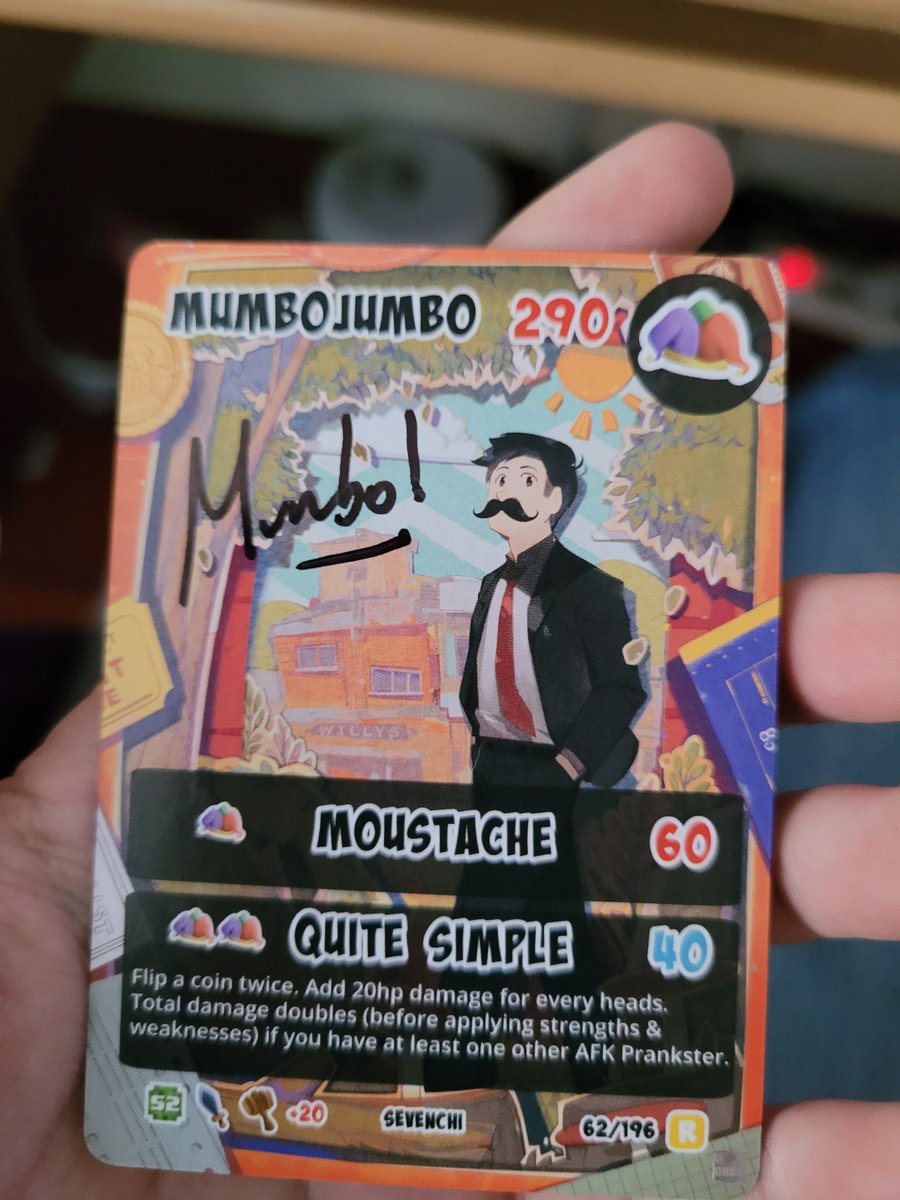 MUMBOJUMBO 290
Mumbo!
WILLYS
MOUSTACHE 60
QUITE SIMPLE 40
Flip a coin twice. Add 20hp damage for every heads.
Total damage doubles (before applying strengths &
weaknesses) if you have at least one other AFK Prankster.
S2 +20 SEVENCHI 62/196 R